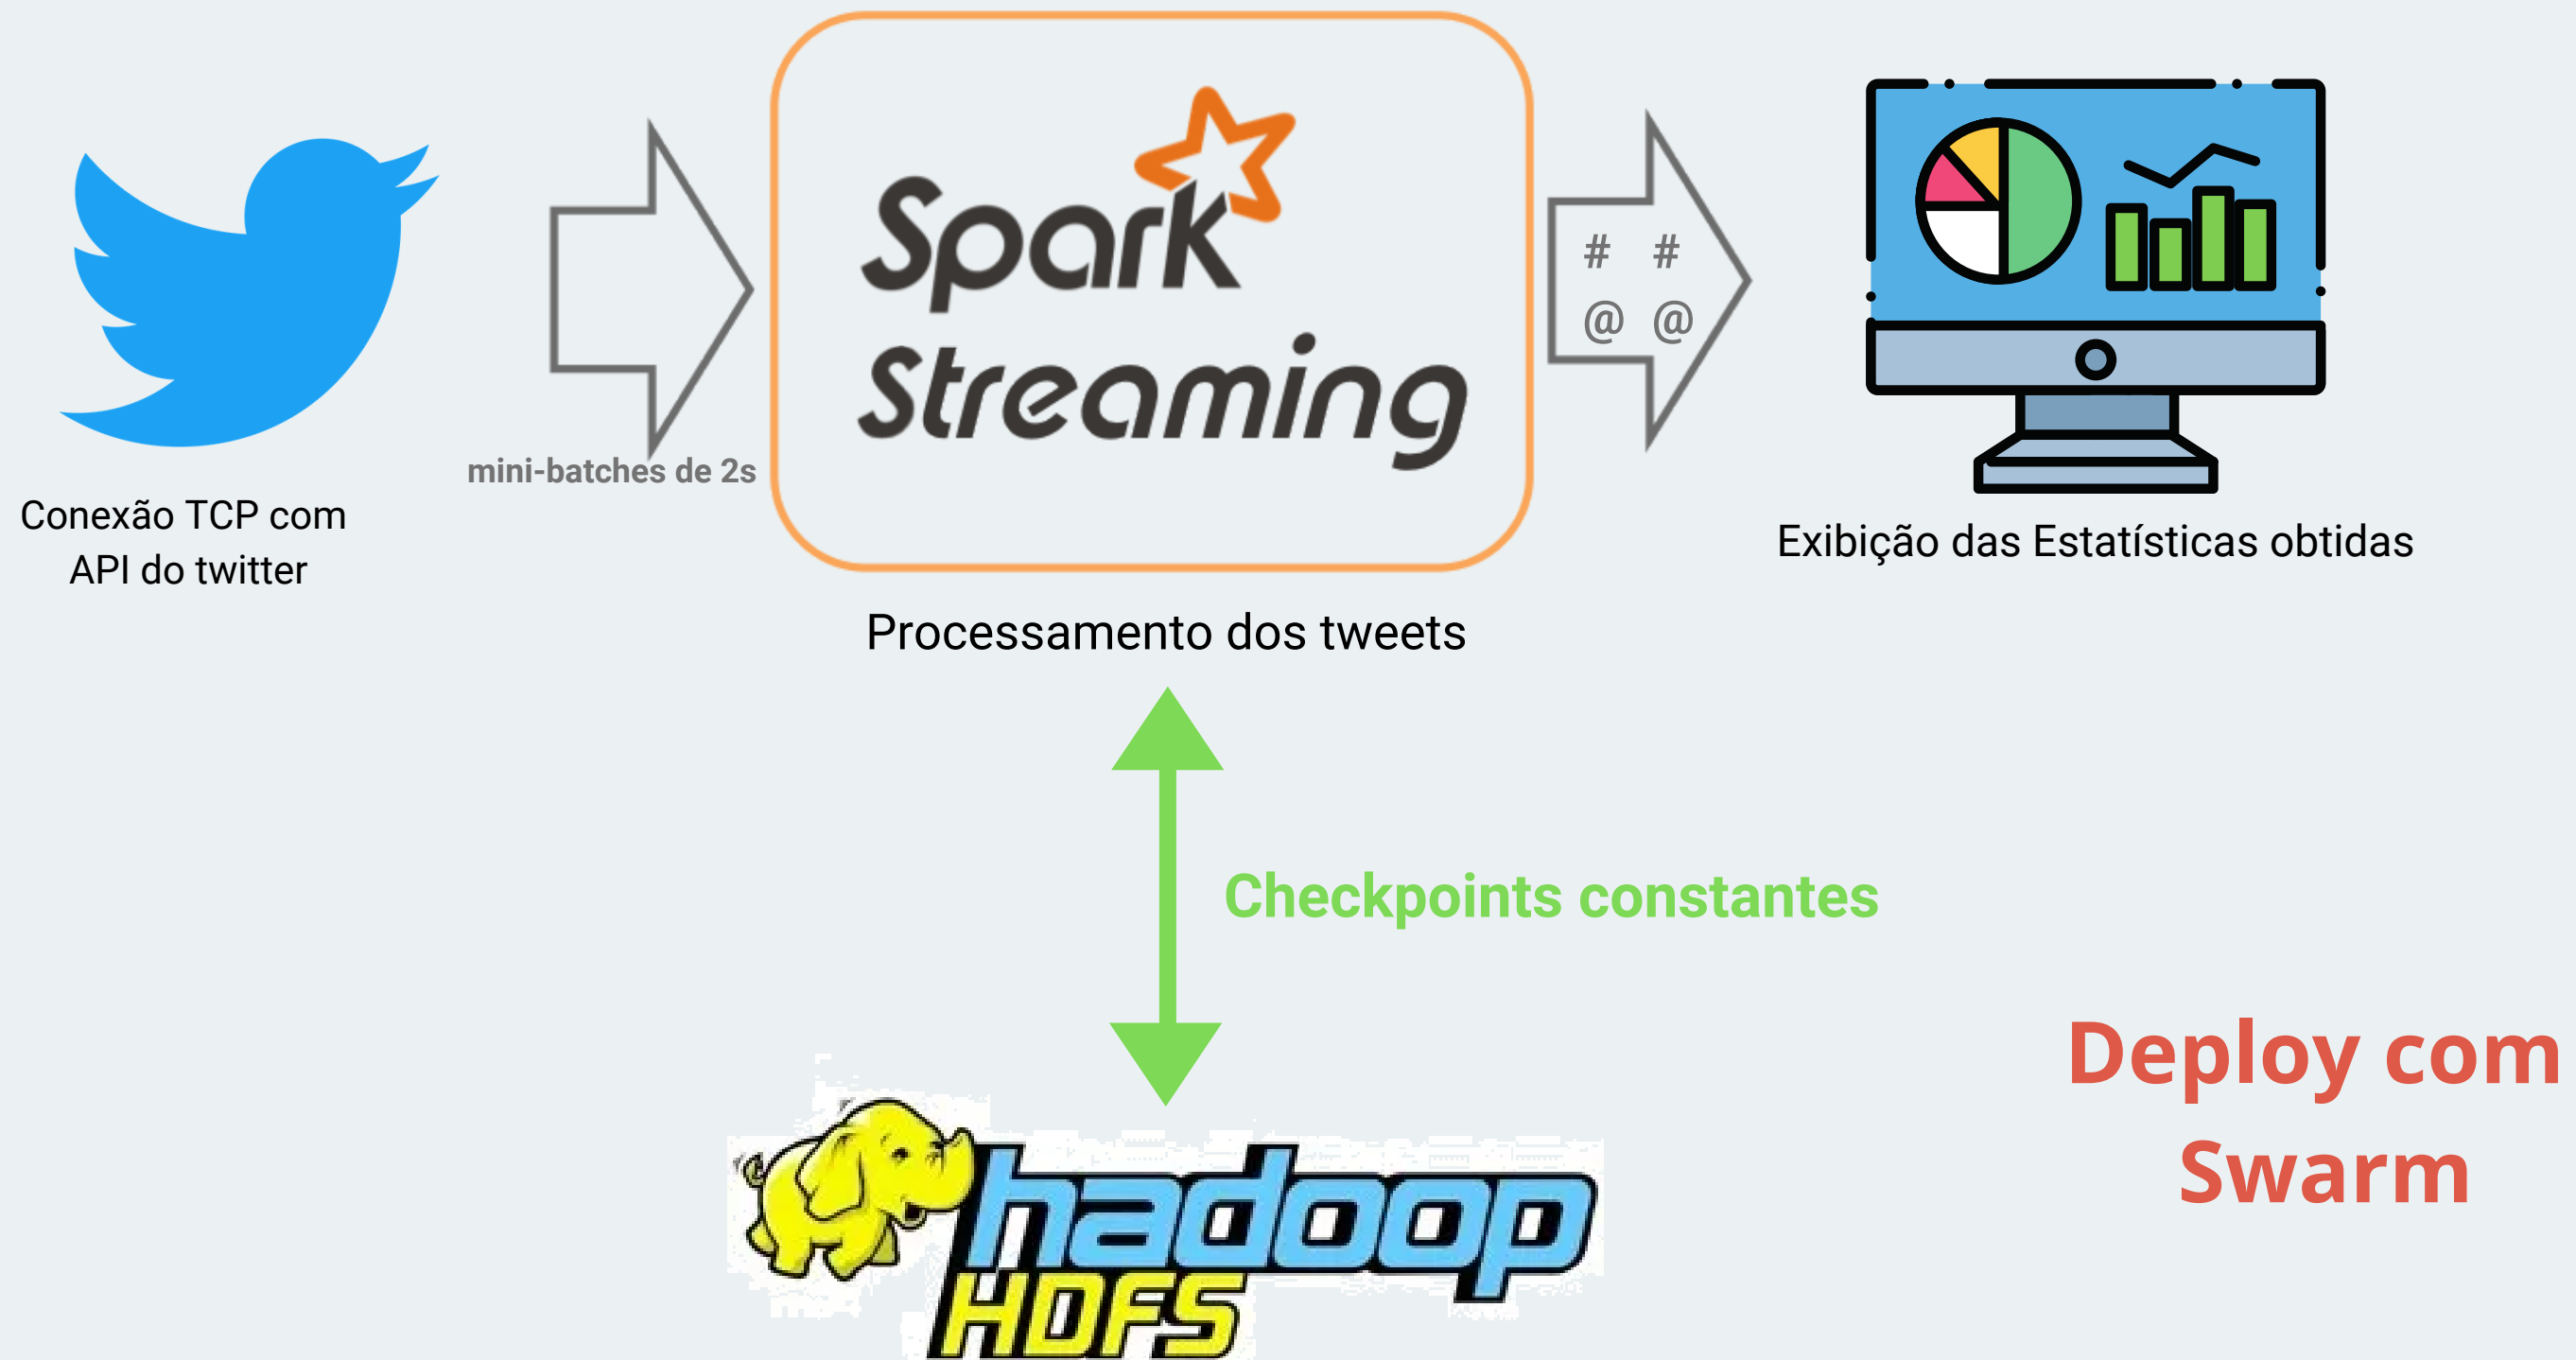 Spark
Streaming
# #
@ @
mini-batches de 2s
Conexão TCP com
API do twitter
Exibição das Estatísticas obtidas
Processamento dos tweets
Checkpoints constantes
Deploy com
Swarm
hadoop
HDFS